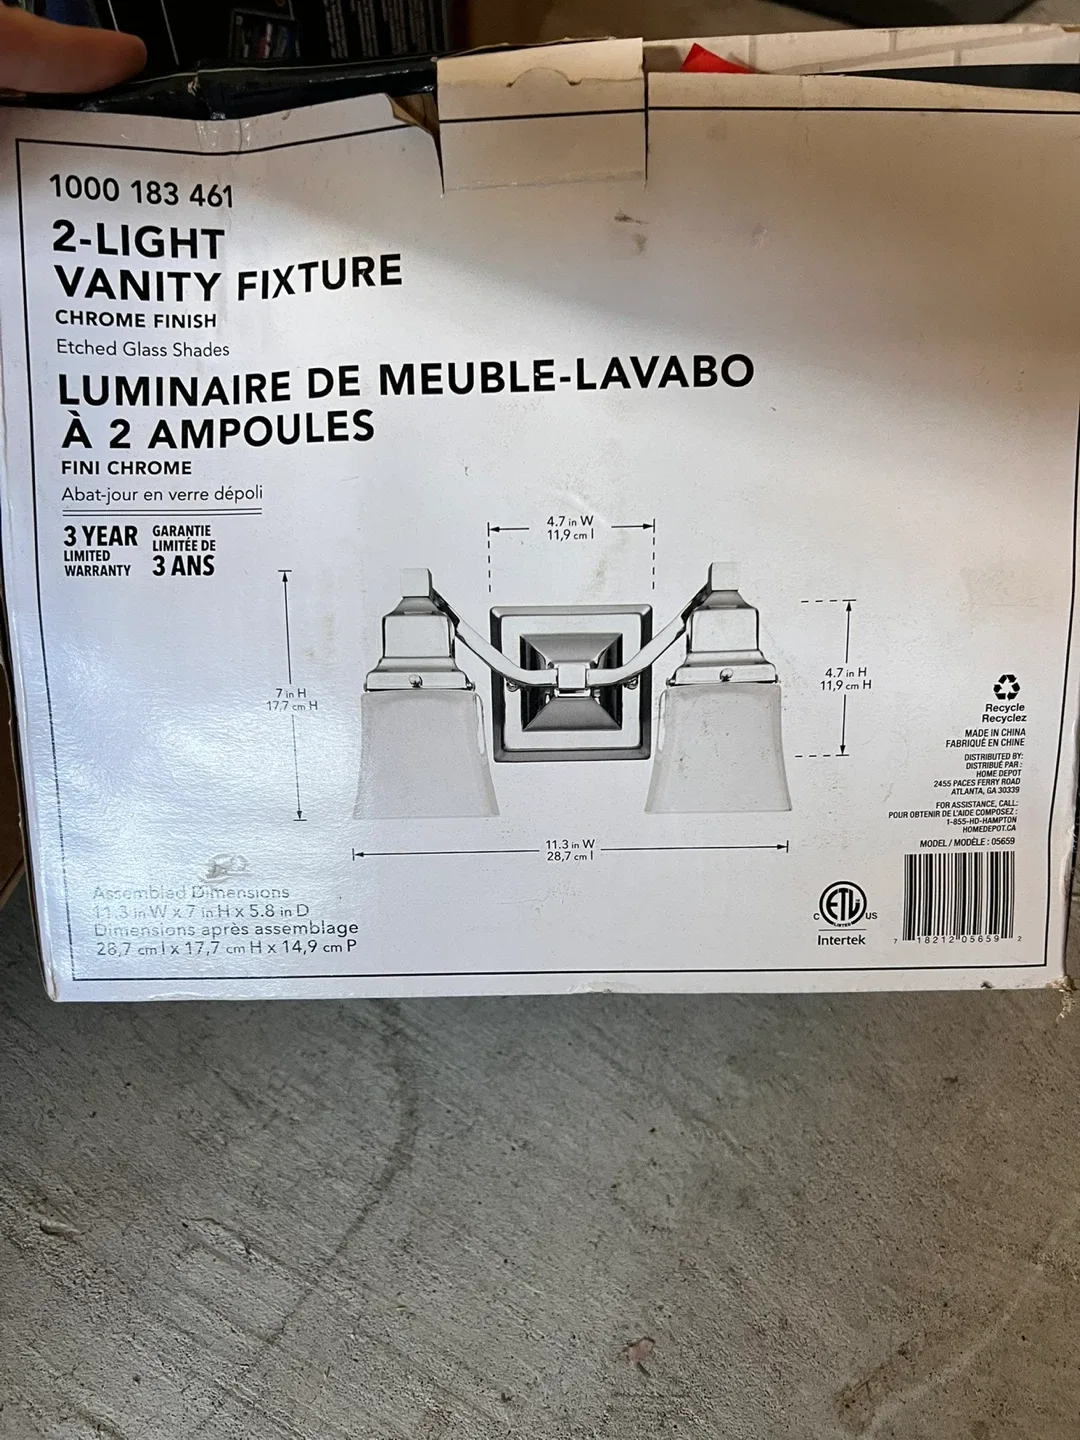 1000 183 461
2-LIGHT
VANITY FIXTURE
CHROME FINISH
Etched Glass Shades
LUMINAIRE DE MEUBLE-LAVABO
À 2 AMPOULES
FINI CHROME
Abat-jour en verre dépoli
3 YEAR
LIMITED
WARRANTY
GARANTIE
LIMITÉE DE
3 ANS
4.7 in W
11,9 cm l
7 in H
17,7 cm H
4.7 in H
11,9 cm H
11.3 in W
28,7 cm l
Assembled Dimensions
11.3 in W x 7 in H x 5.8 in D
Dimensions après assemblage
28,7 cm l x 17,7 cm H x 14,9 cm P
Recycle
Recyclez
MADE IN CHINA
FABRIQUÉ EN CHINE
DISTRIBUTED BY:
DISTRIBUÉ PAR :
HOME DEPOT
2455 PACES FERRY ROAD
ATLANTA, GA 30339
FOR ASSISTANCE, CALL:
POUR OBTENIR DE L'AIDE COMPOSEZ :
1-855-HD-HAMPTON
HOMEDEPOT.CA
MODEL / MODÈLE : 05659
C ETL US
LISTED
Intertek
7 18212 05659 2